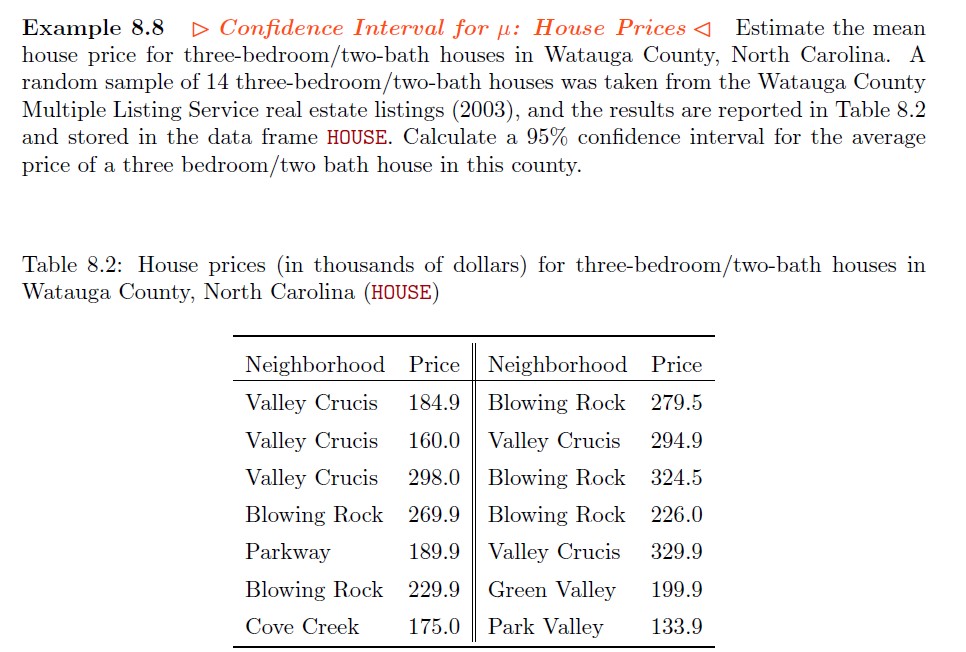 Example 8.8 ▷ Confidence Interval for μ: House Prices ◁ Estimate the mean
house price for three-bedroom/two-bath houses in Watauga County, North Carolina. A
random sample of 14 three-bedroom/two-bath houses was taken from the Watauga County
Multiple Listing Service real estate listings (2003), and the results are reported in Table 8.2
and stored in the data frame HOUSE. Calculate a 95% confidence interval for the average
price of a three bedroom/two bath house in this county.
Table 8.2: House prices (in thousands of dollars) for three-bedroom/two-bath houses in
Watauga County, North Carolina (HOUSE)
Neighborhood Price Neighborhood Price
Valley Crucis 184.9 Blowing Rock 279.5
Valley Crucis 160.0 Valley Crucis 294.9
Valley Crucis 298.0 Blowing Rock 324.5
Blowing Rock 269.9 Blowing Rock 226.0
Parkway 189.9 Valley Crucis 329.9
Blowing Rock 229.9 Green Valley 199.9
Cove Creek 175.0 Park Valley 133.9